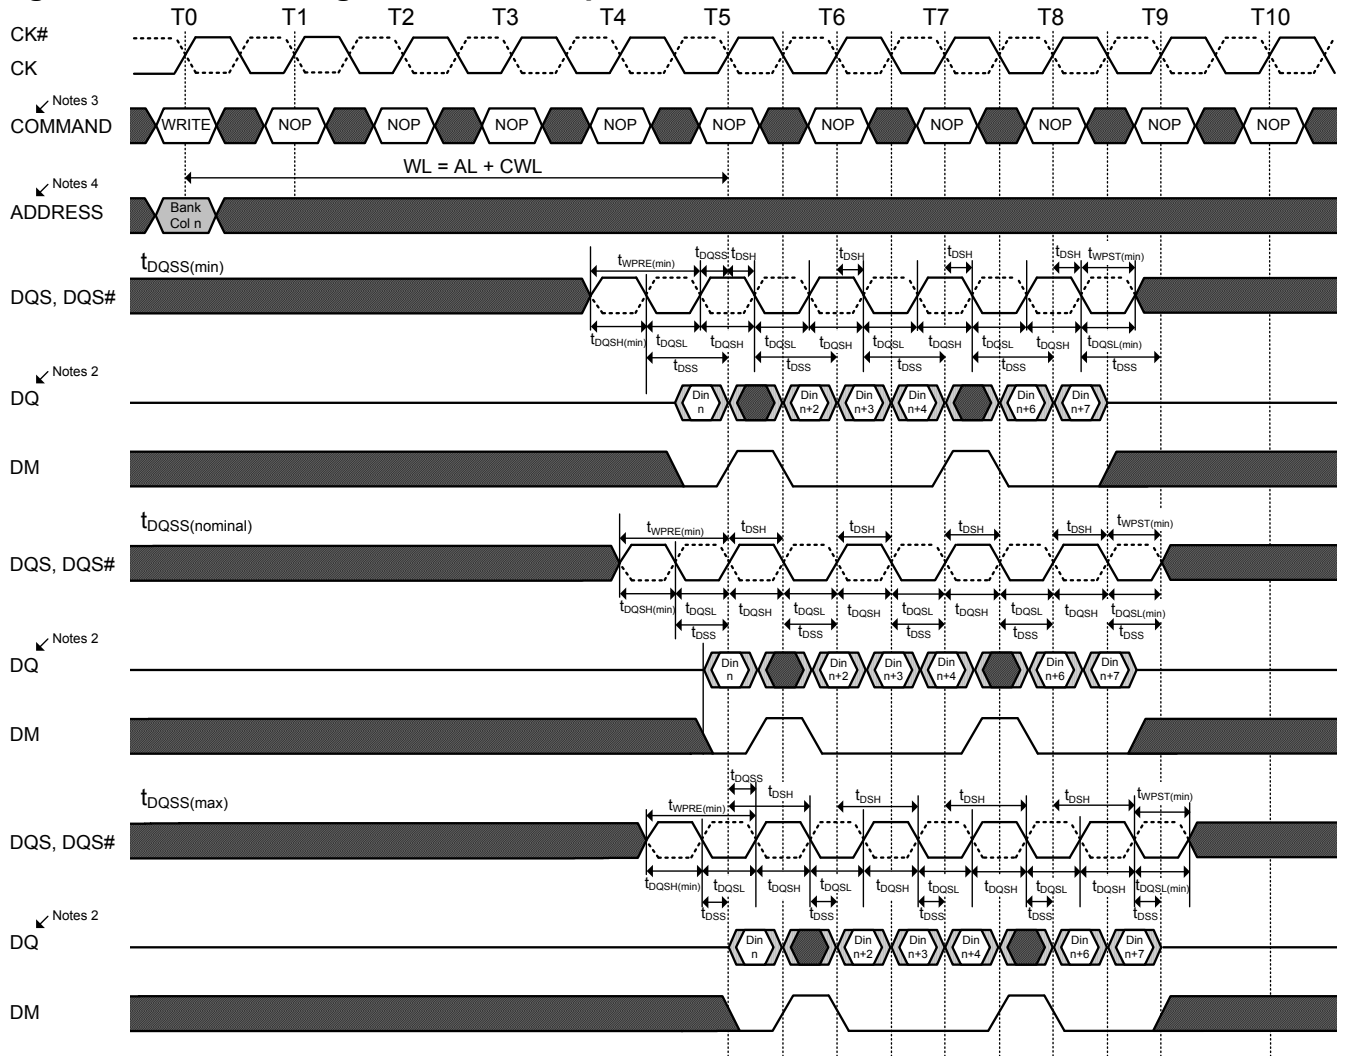 T0 T1 T2 T3 T4 T5 T6 T7 T8 T9 T10
CK#
CK
Notes 3
COMMAND WRITE NOP NOP NOP NOP NOP NOP NOP NOP NOP NOP
WL = AL + CWL
Notes 4
ADDRESS Bank Col n
tDQSS(min) tWPRE(min) tDQSS tDSH tDSH tDSH tDSH tWPST(min)
DQS, DQS#
tDQSH(min) tDQSL tDQSH tDQSL tDQSH tDQSL tDQSH tDQSL tDQSH tDQSL(min)
tDSS tDSS tDSS tDSS tDSS
Notes 2
DQ Din n Din n+2 Din n+3 Din n+4 Din n+6 Din n+7
DM
tDQSS(nominal) tWPRE(min) tDSH tDSH tDSH tDSH tWPST(min)
DQS, DQS#
tDQSH(min) tDQSL tDQSH tDQSL tDQSH tDQSL tDQSH tDQSL tDQSH tDQSL(min)
tDSS tDSS tDSS tDSS tDSS
Notes 2
DQ Din n Din n+2 Din n+3 Din n+4 Din n+6 Din n+7
DM
tDQSS
tDQSS(max) tWPRE(min) tDSH tDSH tDSH tDSH tWPST(min)
DQS, DQS#
tDQSH(min) tDQSL tDQSH tDQSL tDQSH tDQSL tDQSH tDQSL tDQSH tDQSL(min)
tDSS tDSS tDSS tDSS tDSS
Notes 2
DQ Din n Din n+2 Din n+3 Din n+4 Din n+6 Din n+7
DM